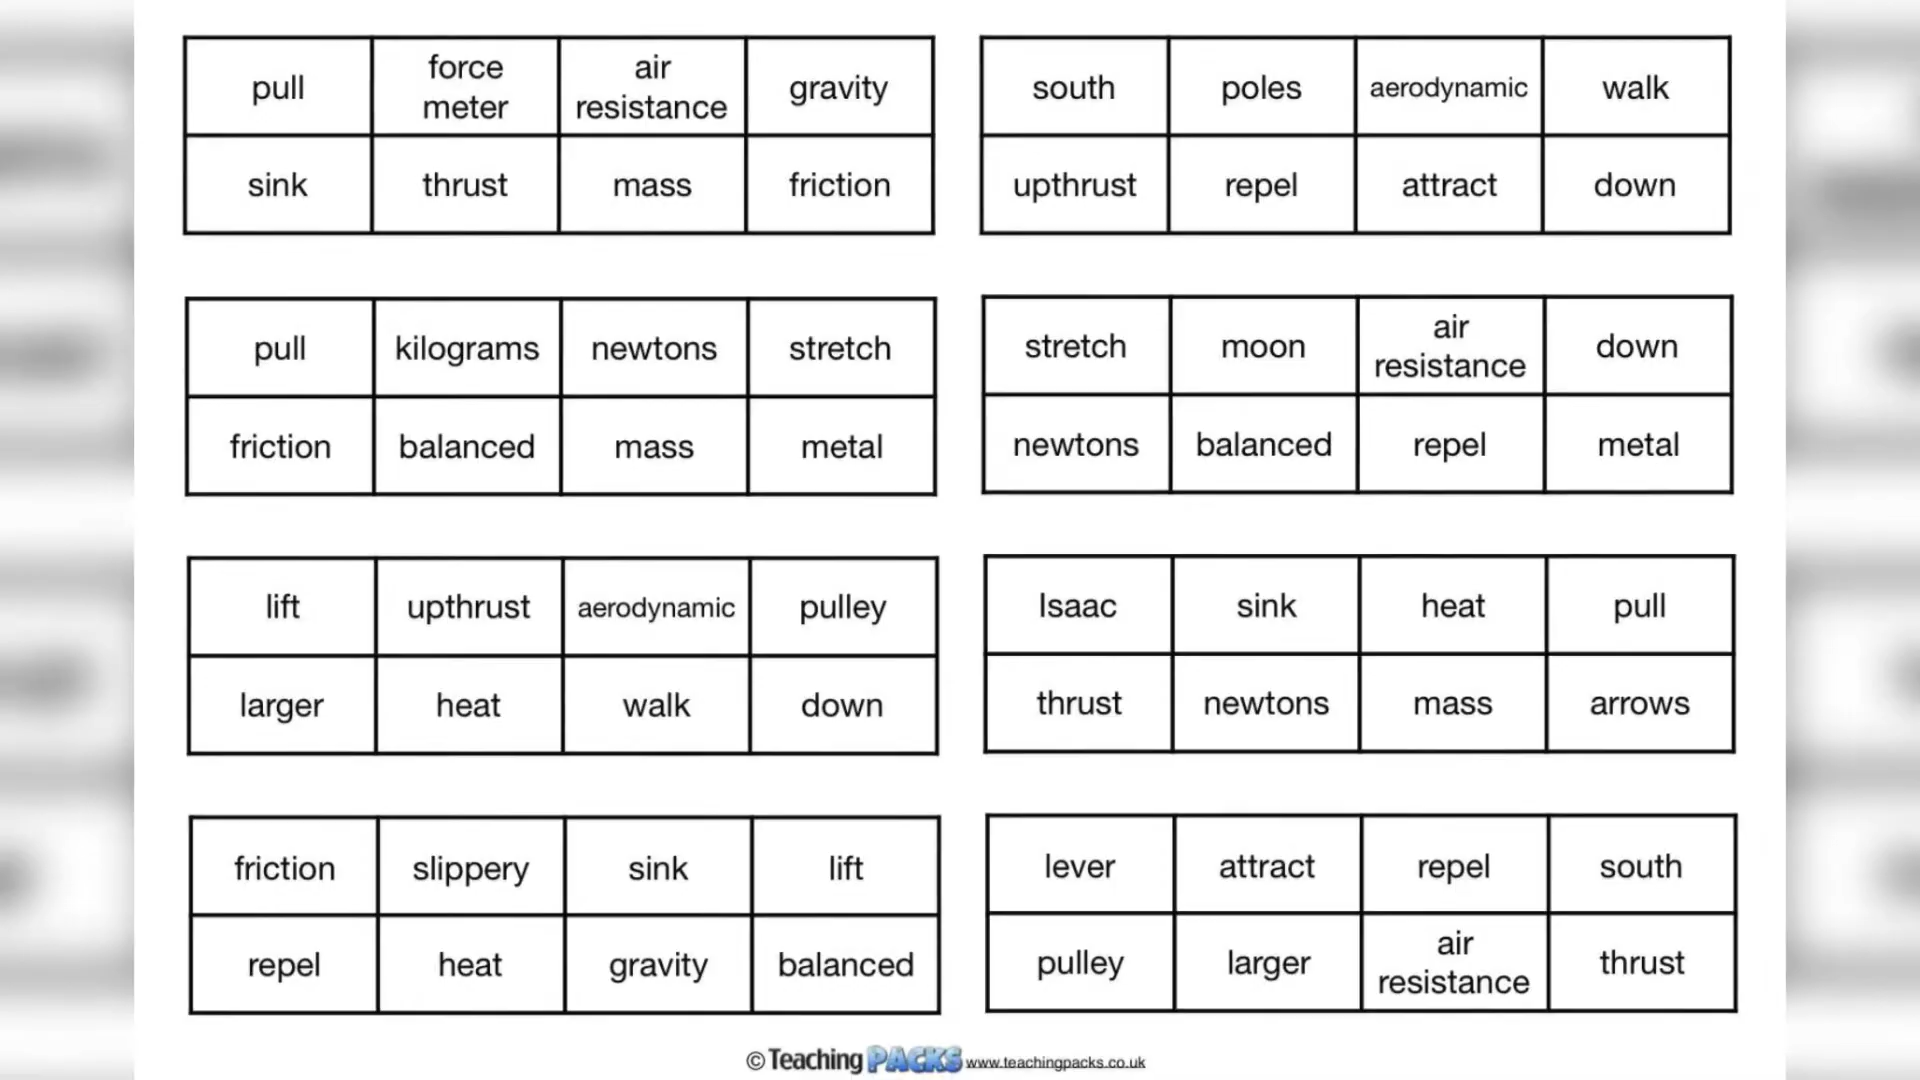 pull force meter air resistance gravity
sink thrust mass friction
south poles aerodynamic walk
upthrust repel attract down
pull kilograms newtons stretch
friction balanced mass metal
stretch moon air resistance down
newtons balanced repel metal
lift upthrust aerodynamic pulley
larger heat walk down
Isaac sink heat pull
thrust newtons mass arrows
friction slippery sink lift
repel heat gravity balanced
lever attract repel south
pulley larger air resistance thrust
© Teaching PACKS www.teachingpacks.co.uk